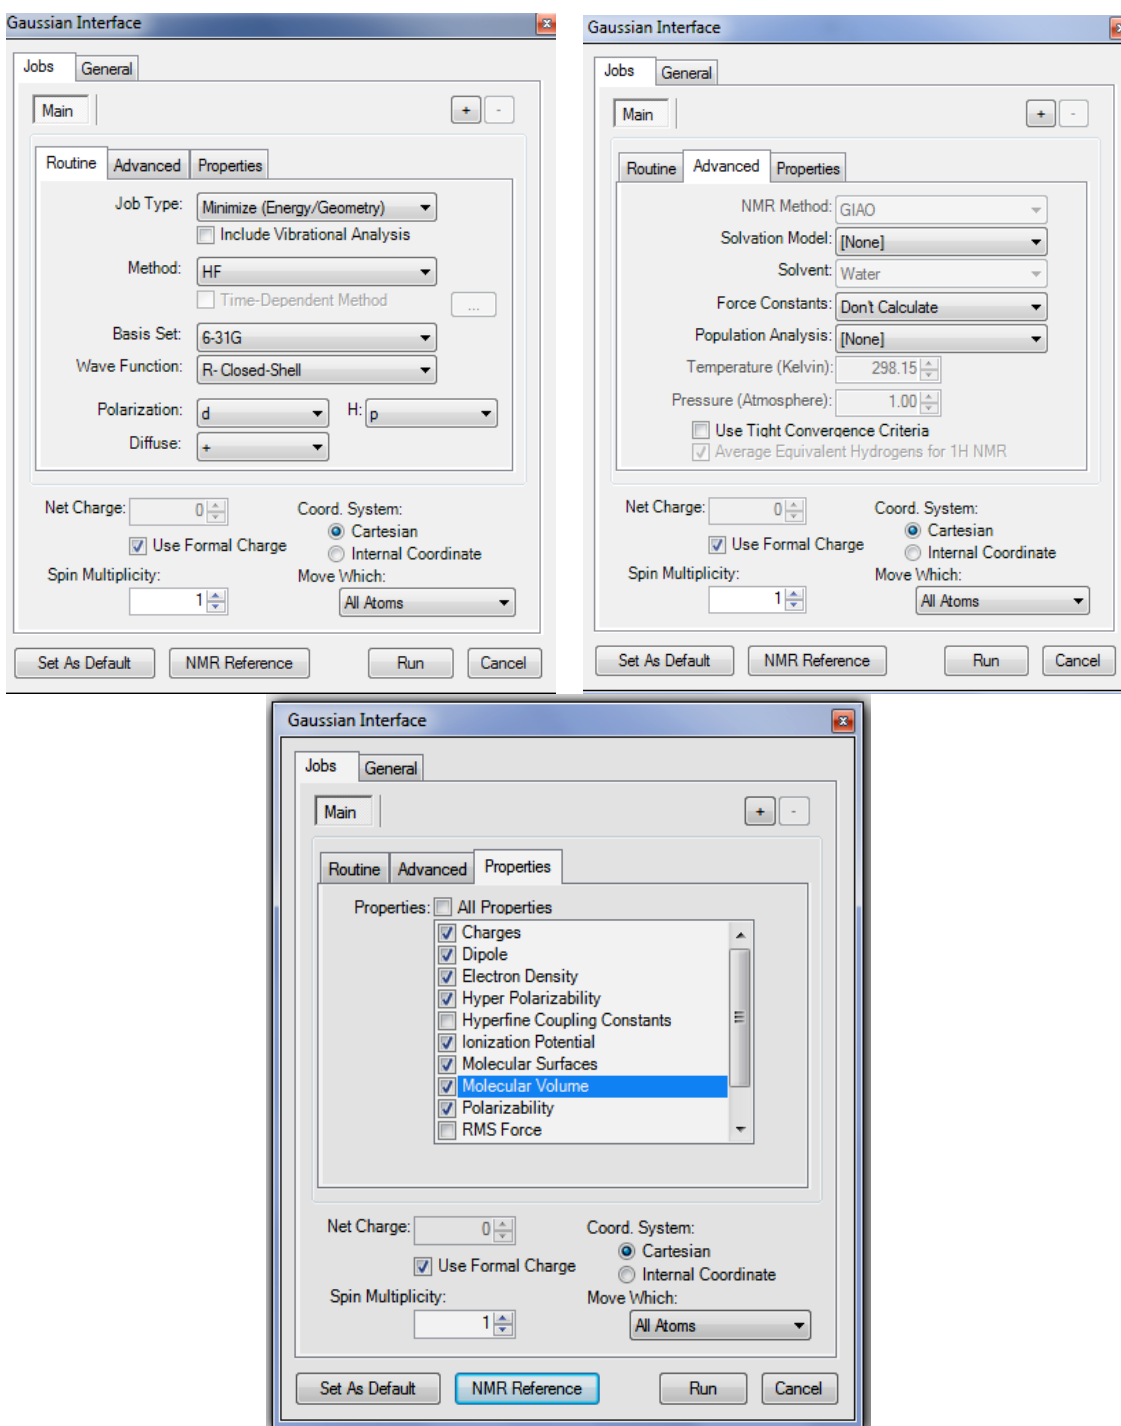 Gaussian Interface
Jobs General
Main + -
Routine Advanced Properties
Job Type: Minimize (Energy/Geometry)
Include Vibrational Analysis
Method: HF
Time-Dependent Method ...
Basis Set: 6-31G
Wave Function: R- Closed-Shell
Polarization: d H: p
Diffuse: +
Net Charge: 0 Coord. System:
Use Formal Charge Cartesian
Internal Coordinate
Spin Multiplicity: Move Which:
1 All Atoms
Set As Default NMR Reference Run Cancel
Gaussian Interface
Jobs General
Main + -
Routine Advanced Properties
NMR Method: GIAO
Solvation Model: [None]
Solvent: Water
Force Constants: Don't Calculate
Population Analysis: [None]
Temperature (Kelvin): 298.15
Pressure (Atmosphere): 1.00
Use Tight Convergence Criteria
Average Equivalent Hydrogens for 1H NMR
Net Charge: 0 Coord. System:
Use Formal Charge Cartesian
Internal Coordinate
Spin Multiplicity: Move Which:
1 All Atoms
Set As Default NMR Reference Run Cancel
Gaussian Interface
Jobs General
Main + -
Routine Advanced Properties
Properties: All Properties
Charges
Dipole
Electron Density
Hyper Polarizability
Hyperfine Coupling Constants
Ionization Potential
Molecular Surfaces
Molecular Volume
Polarizability
RMS Force
Net Charge: 0 Coord. System:
Use Formal Charge Cartesian
Internal Coordinate
Spin Multiplicity: Move Which:
1 All Atoms
Set As Default NMR Reference Run Cancel